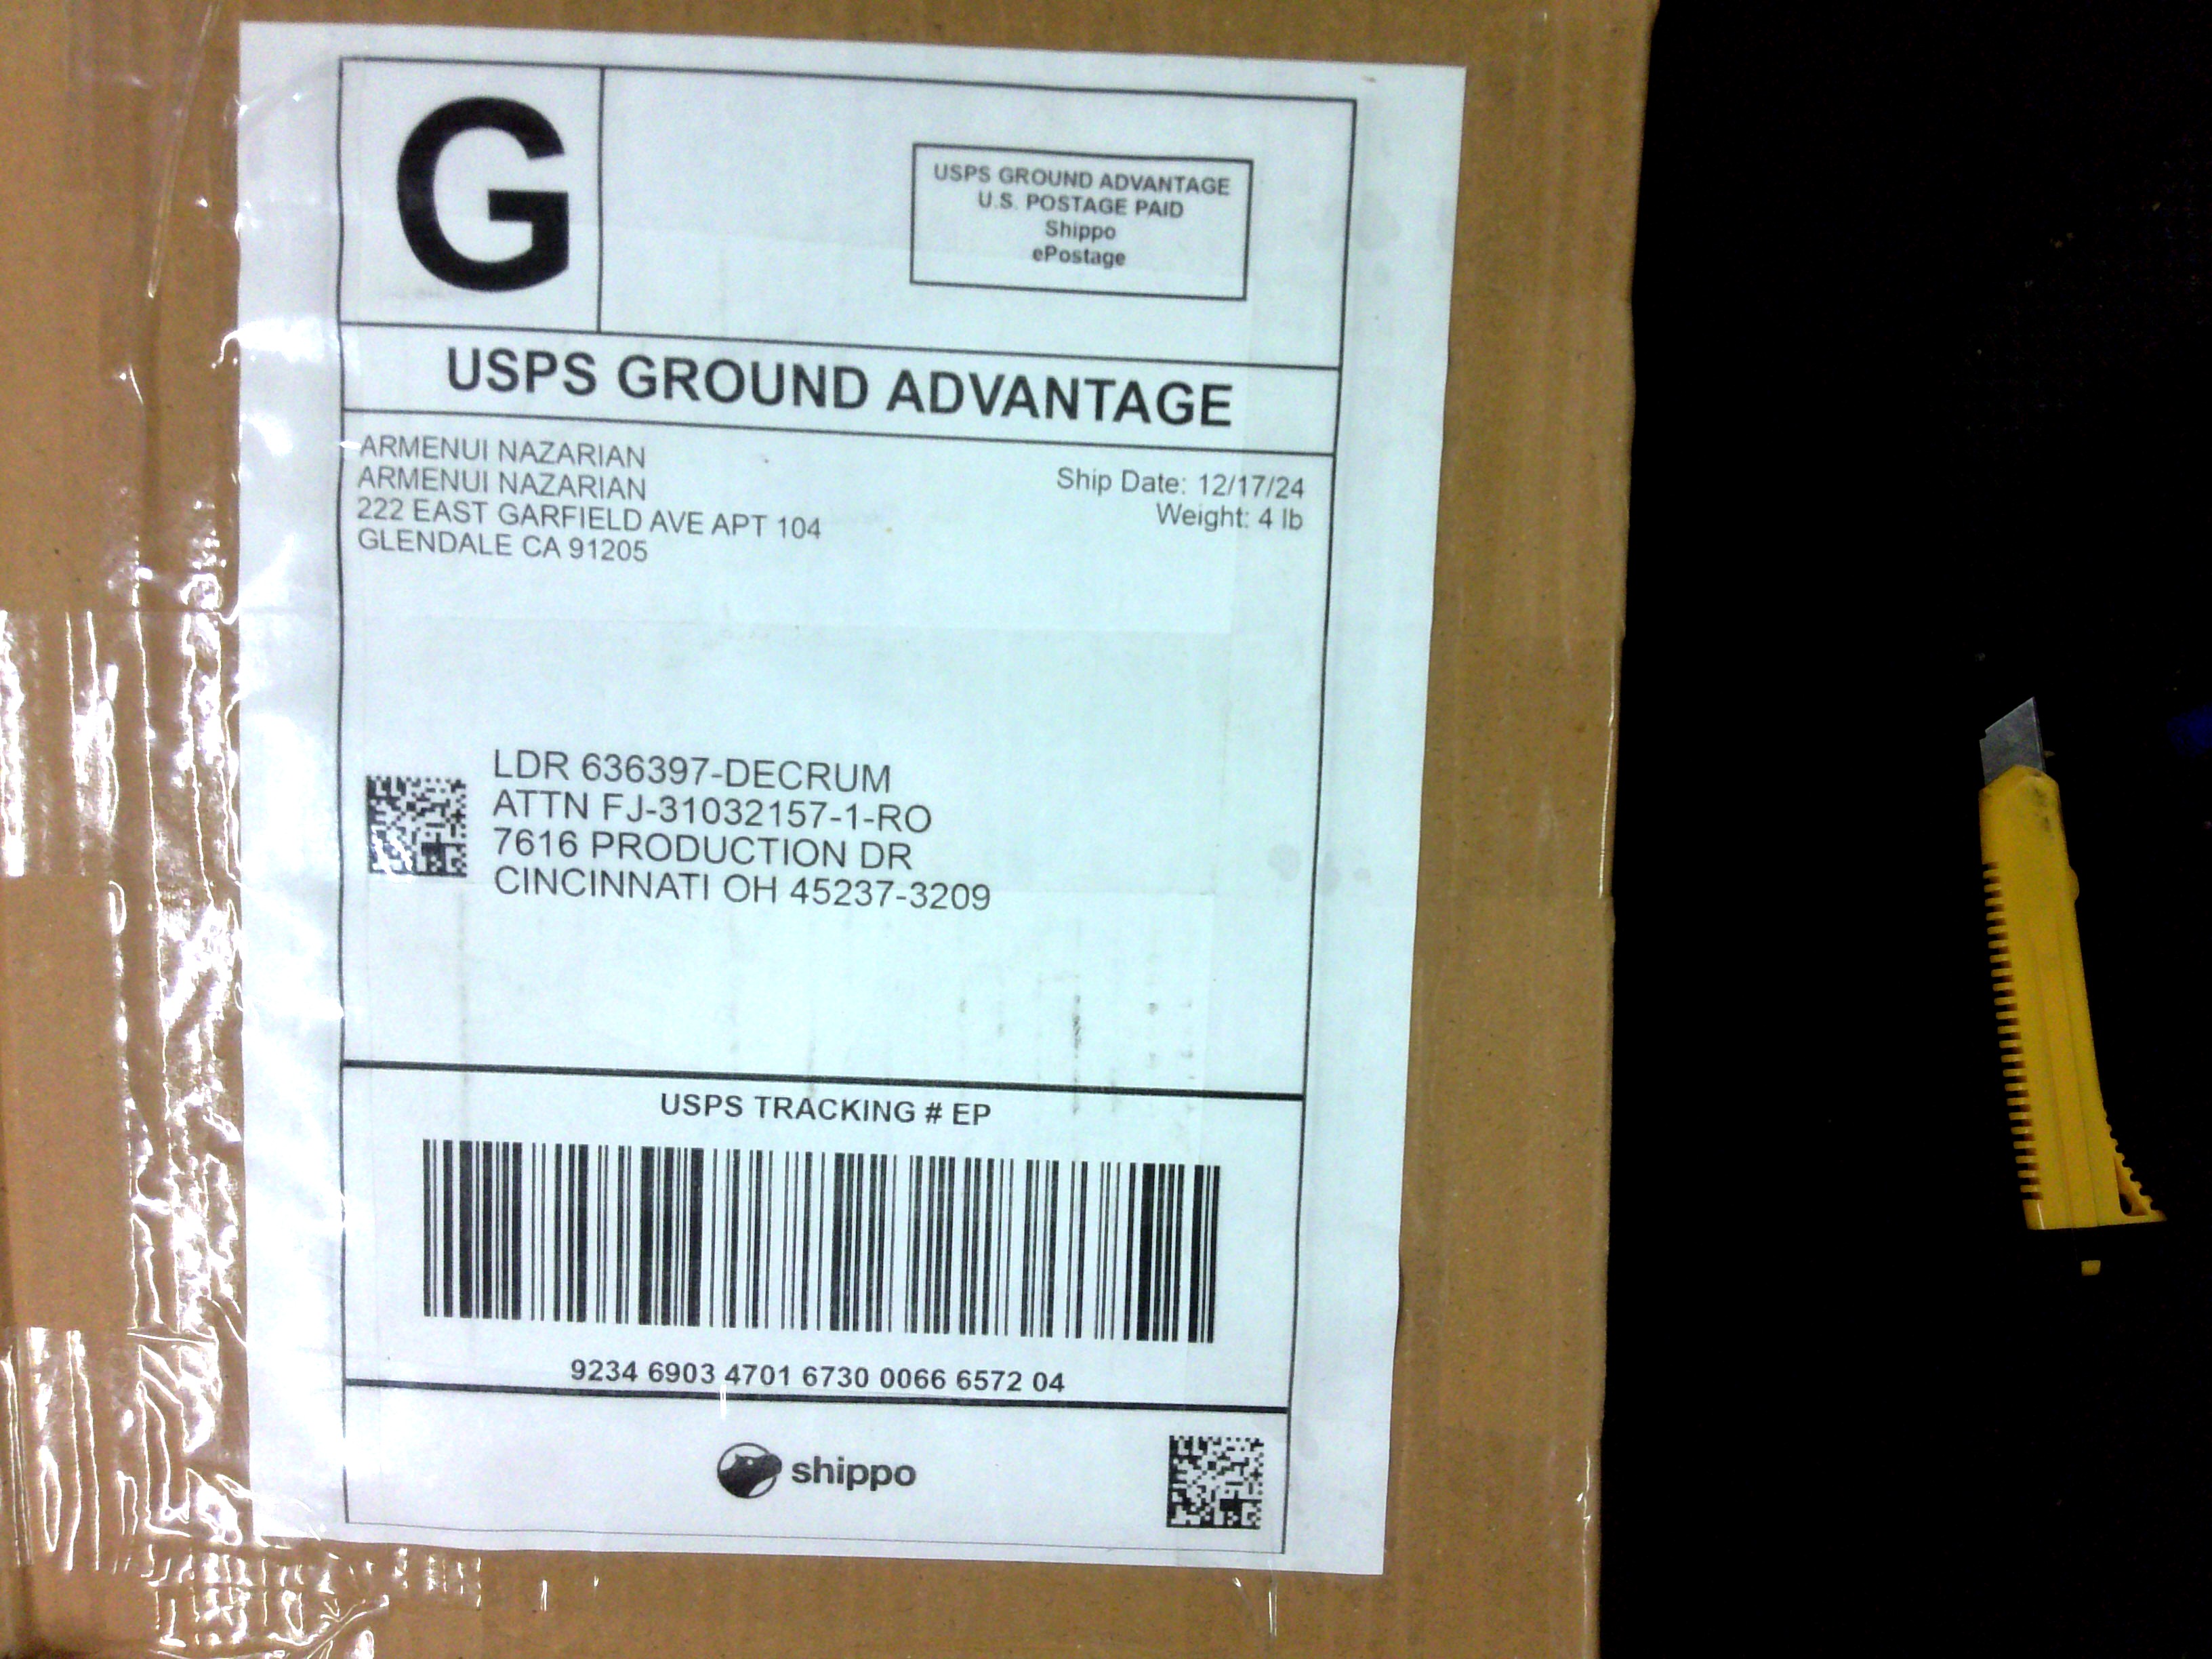 G
USPS GROUND ADVANTAGE
U.S. POSTAGE PAID
Shippo
ePostage
USPS GROUND ADVANTAGE
ARMENUI NAZARIAN
ARMENUI NAZARIAN
222 EAST GARFIELD AVE APT 104
GLENDALE CA 91205
Ship Date: 12/17/24
Weight: 4 lb
LDR 636397-DECRUM
ATTN FJ-31032157-1-RO
7616 PRODUCTION DR
CINCINNATI OH 45237-3209
USPS TRACKING # EP
9234 6903 4701 6730 0066 6572 04
shippo